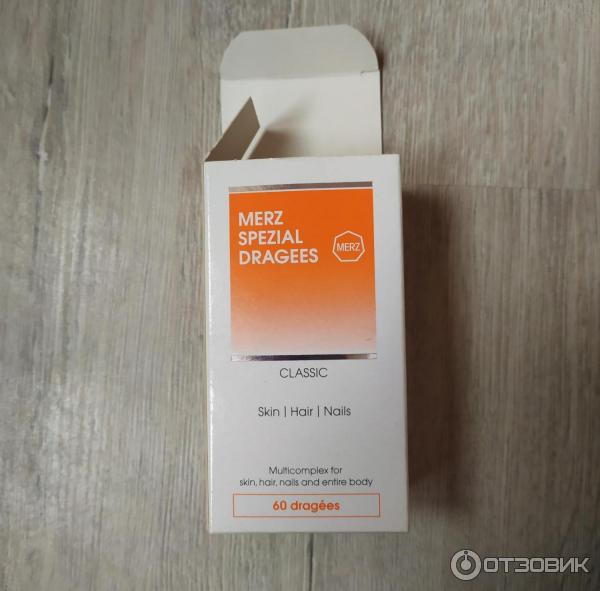 MERZ
SPEZIAL
DRAGEES
MERZ
CLASSIC
Skin | Hair | Nails
Multicomplex for
skin, hair, nails and entire body
60 dragées
ОТЗОВИК